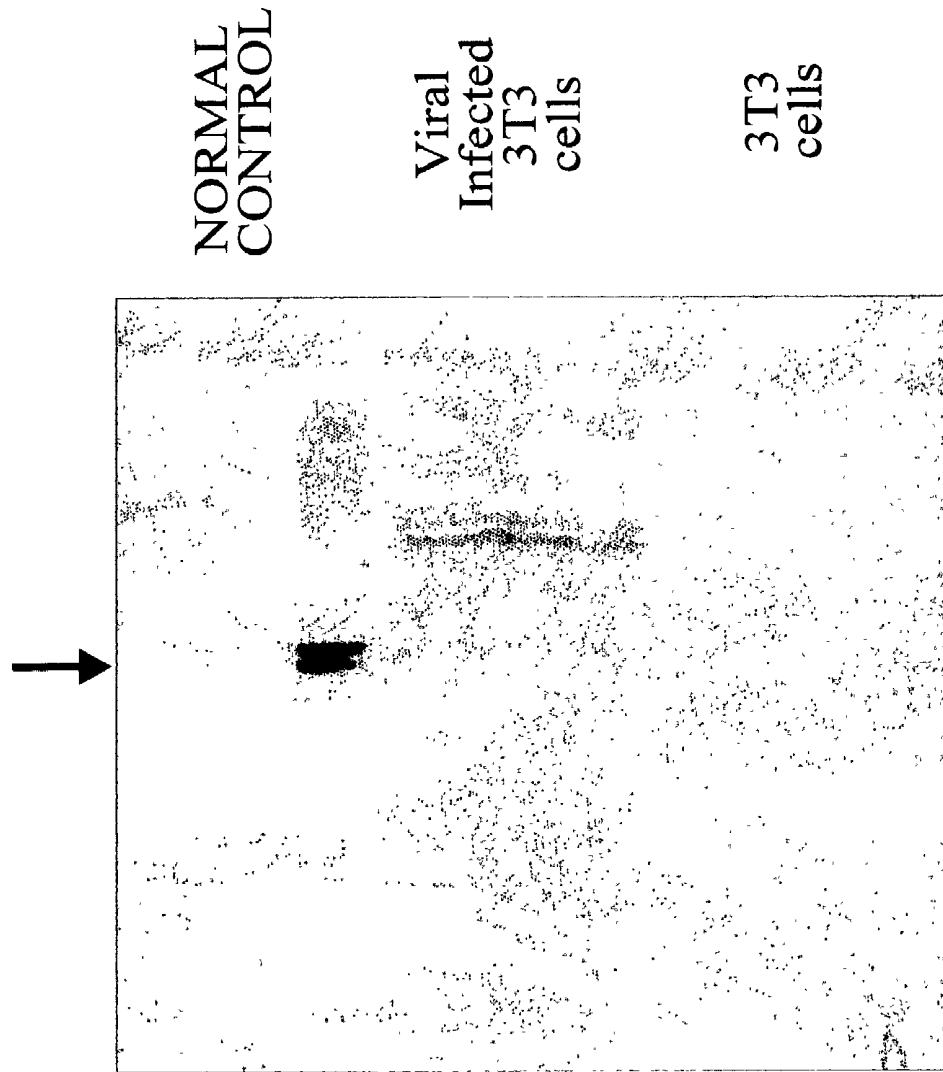 NORMAL
CONTROL
Viral
Infected
3T3
cells
3T3
cells